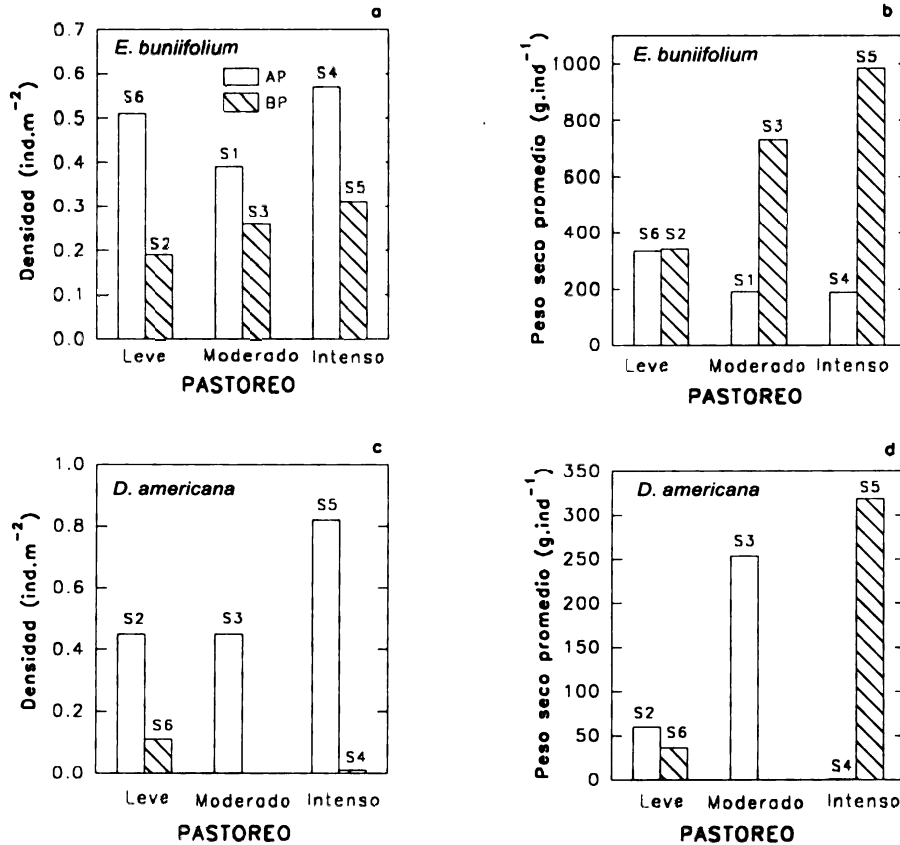 a
E. buniifolium
AP
BP
Densidad (ind.m⁻²)
0.7
0.6
0.5
0.4
0.3
0.2
0.1
0.0
S6
S2
S1
S3
S4
S5
Leve Moderado Intenso
PASTOREO
b
E. buniifolium
Peso seco promedio (g.ind⁻¹)
1000
800
600
400
200
0
S6 S2
S1
S3
S4
S5
Leve Moderado Intenso
PASTOREO
c
D. americana
Densidad (ind.m⁻²)
1.0
0.8
0.6
0.4
0.2
0.0
S2
S6
S3
S5
S4
Leve Moderado Intenso
PASTOREO
d
D. americana
Peso seco promedio (g.ind⁻¹)
350
300
250
200
150
100
50
0
S2
S6
S3
S4
S5
Leve Moderado Intenso
PASTOREO